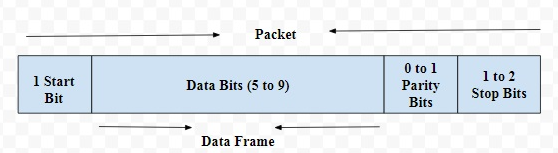 Packet
1 Start
Bit
Data Bits (5 to 9)
0 to 1
Parity
Bits
1 to 2
Stop Bits
Data Frame